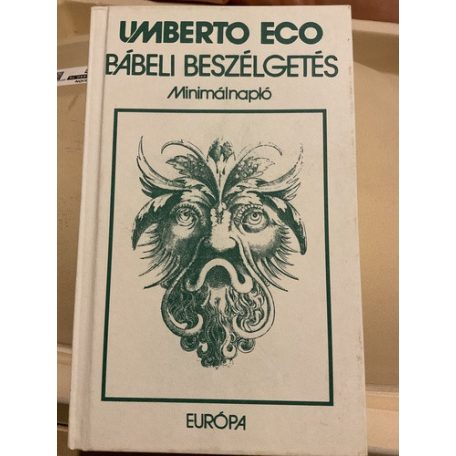 UMBERTO ECO
BÁBELI BESZÉLGETÉS
Minimálnapló
EURÓPA